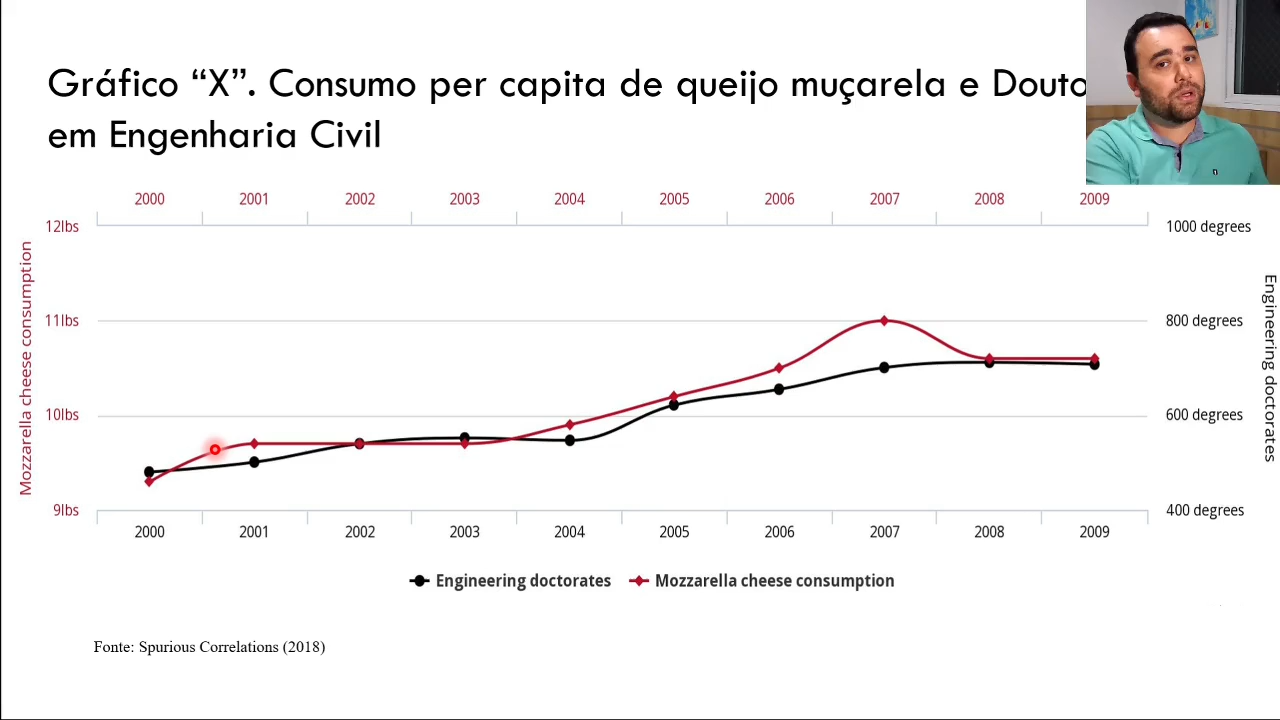 Gráfico “X”. Consumo per capita de queijo muçarela e
em Engenharia Civil
2000 2001 2002 2003 2004 2005 2006 2007 2008 2009
12lbs 1000 degrees
11lbs 800 degrees
10lbs 600 degrees
9lbs 400 degrees
Mozzarella cheese consumption
Engineering doctorates
2000 2001 2002 2003 2004 2005 2006 2007 2008 2009
Engineering doctorates Mozzarella cheese consumption
Fonte: Spurious Correlations (2018)